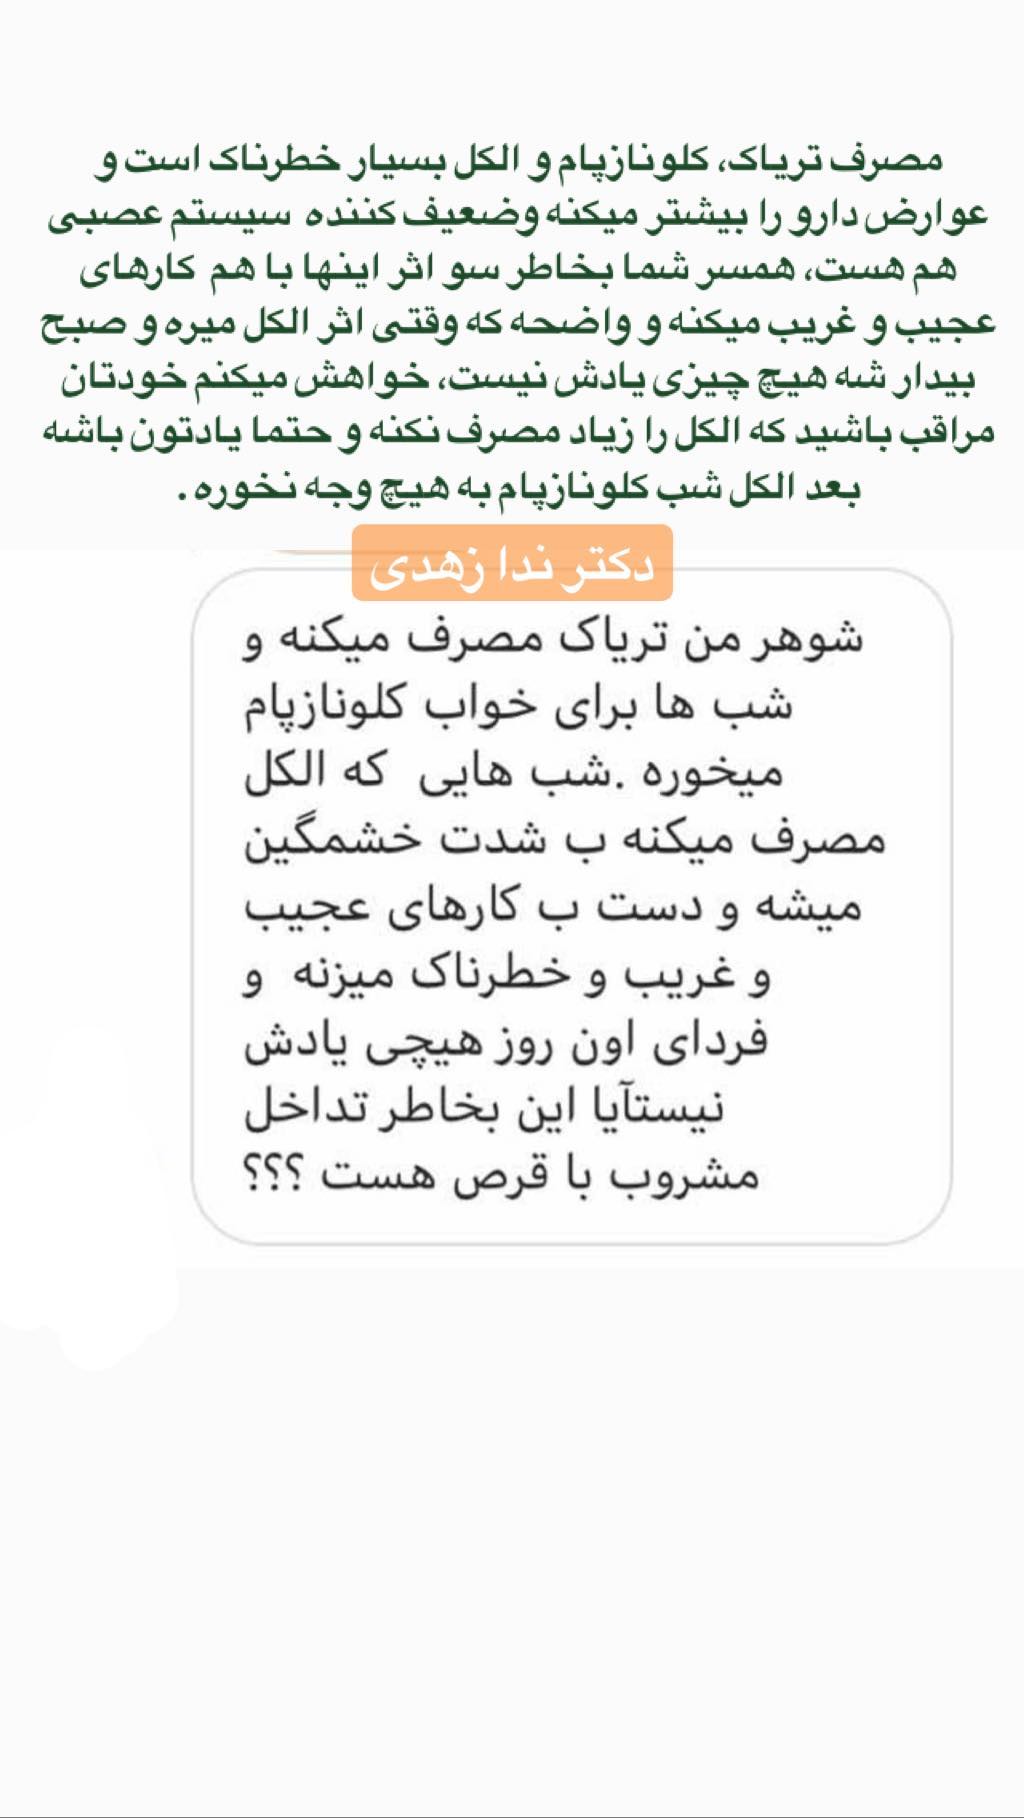 مصرف تریاک، کلونازپام و الکل بسیار خطرناک است و
عوارض دارو را بیشتر میکنه وضعیف کننده سیستم عصبی
هم هست، همسر شما بخاطر سو اثر اینها با هم کارهای
عجیب و غریب میکنه و واضحه که وقتی اثر الکل میره و صبح
بیدار شه هیچ چیزی یادش نیست، خواهش میکنم خودتان
مراقب باشید که الکل را زیاد مصرف نکنه و حتما یادتون باشه
بعد الکل شب کلونازپام به هیچ وجه نخوره .
دکتر ندا زهدی
شوهر من تریاک مصرف میکنه و
شب ها برای خواب کلونازپام
میخوره .شب هایی که الکل
مصرف میکنه ب شدت خشمگین
میشه و دست ب کارهای عجیب
و غریب و خطرناک میزنه و
فردای اون روز هیچی یادش
نیستآیا این بخاطر تداخل
مشروب با قرص هست ؟؟؟